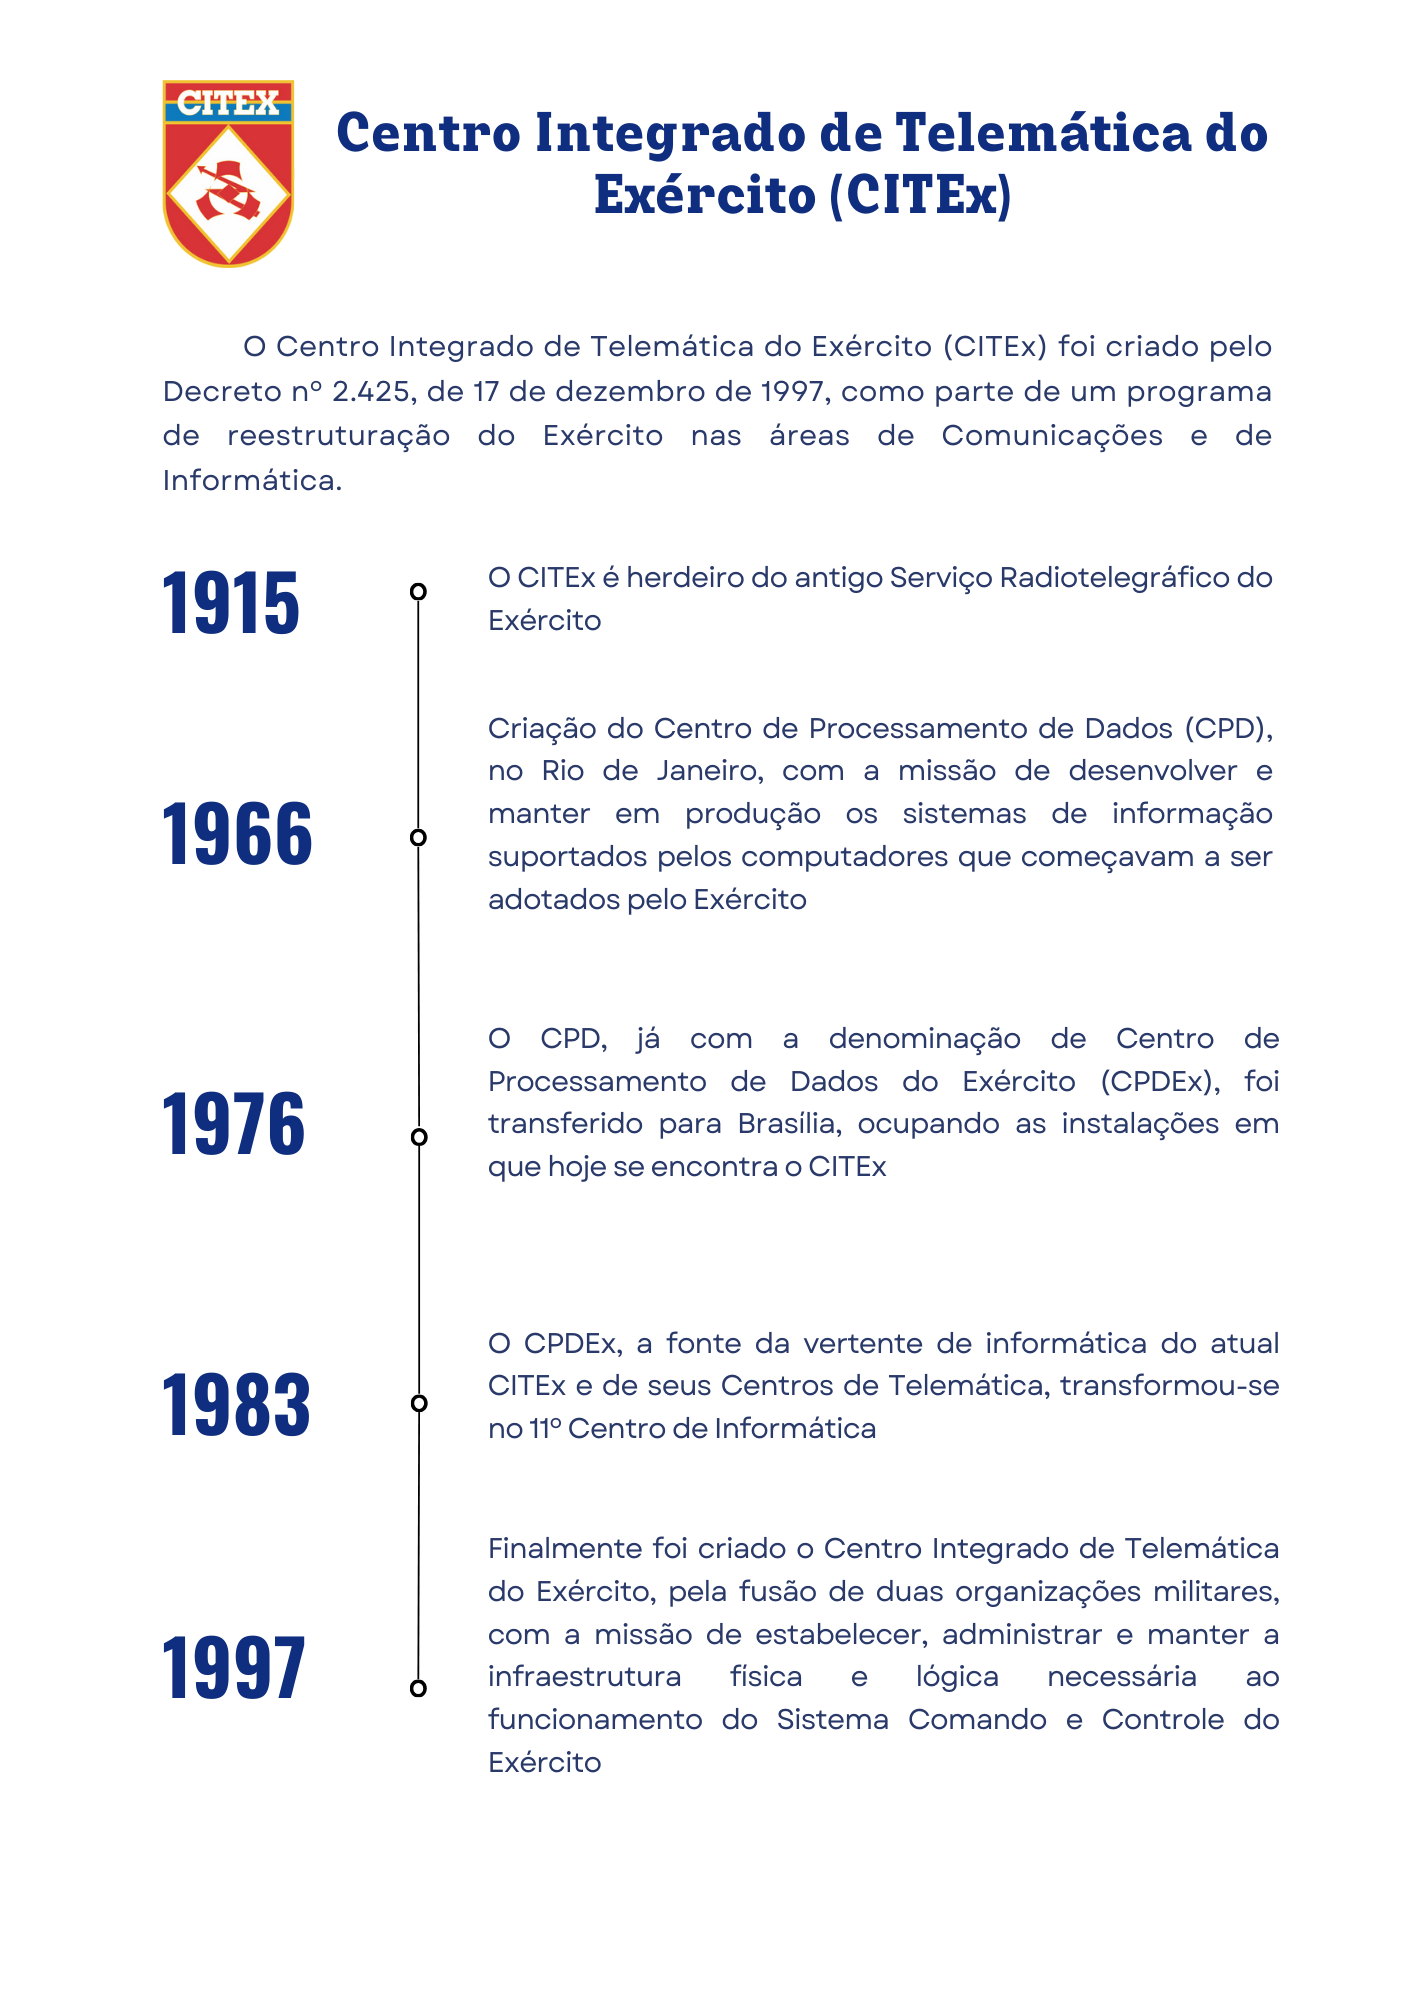 CITEX
Centro Integrado de Telemática do
Exército (CITEx)
O Centro Integrado de Telemática do Exército (CITEx) foi criado pelo
Decreto nº 2.425, de 17 de dezembro de 1997, como parte de um programa
de reestruturação do Exército nas áreas de Comunicações e de
Informática.
1915
O CITEx é herdeiro do antigo Serviço Radiotelegráfico do
Exército
1966
Criação do Centro de Processamento de Dados (CPD),
no Rio de Janeiro, com a missão de desenvolver e
manter em produção os sistemas de informação
suportados pelos computadores que começavam a ser
adotados pelo Exército
1976
O CPD, já com a denominação de Centro de
Processamento de Dados do Exército (CPDEx), foi
transferido para Brasília, ocupando as instalações em
que hoje se encontra o CITEx
1983
O CPDEx, a fonte da vertente de informática do atual
CITEx e de seus Centros de Telemática, transformou-se
no 11º Centro de Informática
1997
Finalmente foi criado o Centro Integrado de Telemática
do Exército, pela fusão de duas organizações militares,
com a missão de estabelecer, administrar e manter a
infraestrutura física e lógica necessária ao
funcionamento do Sistema Comando e Controle do
Exército